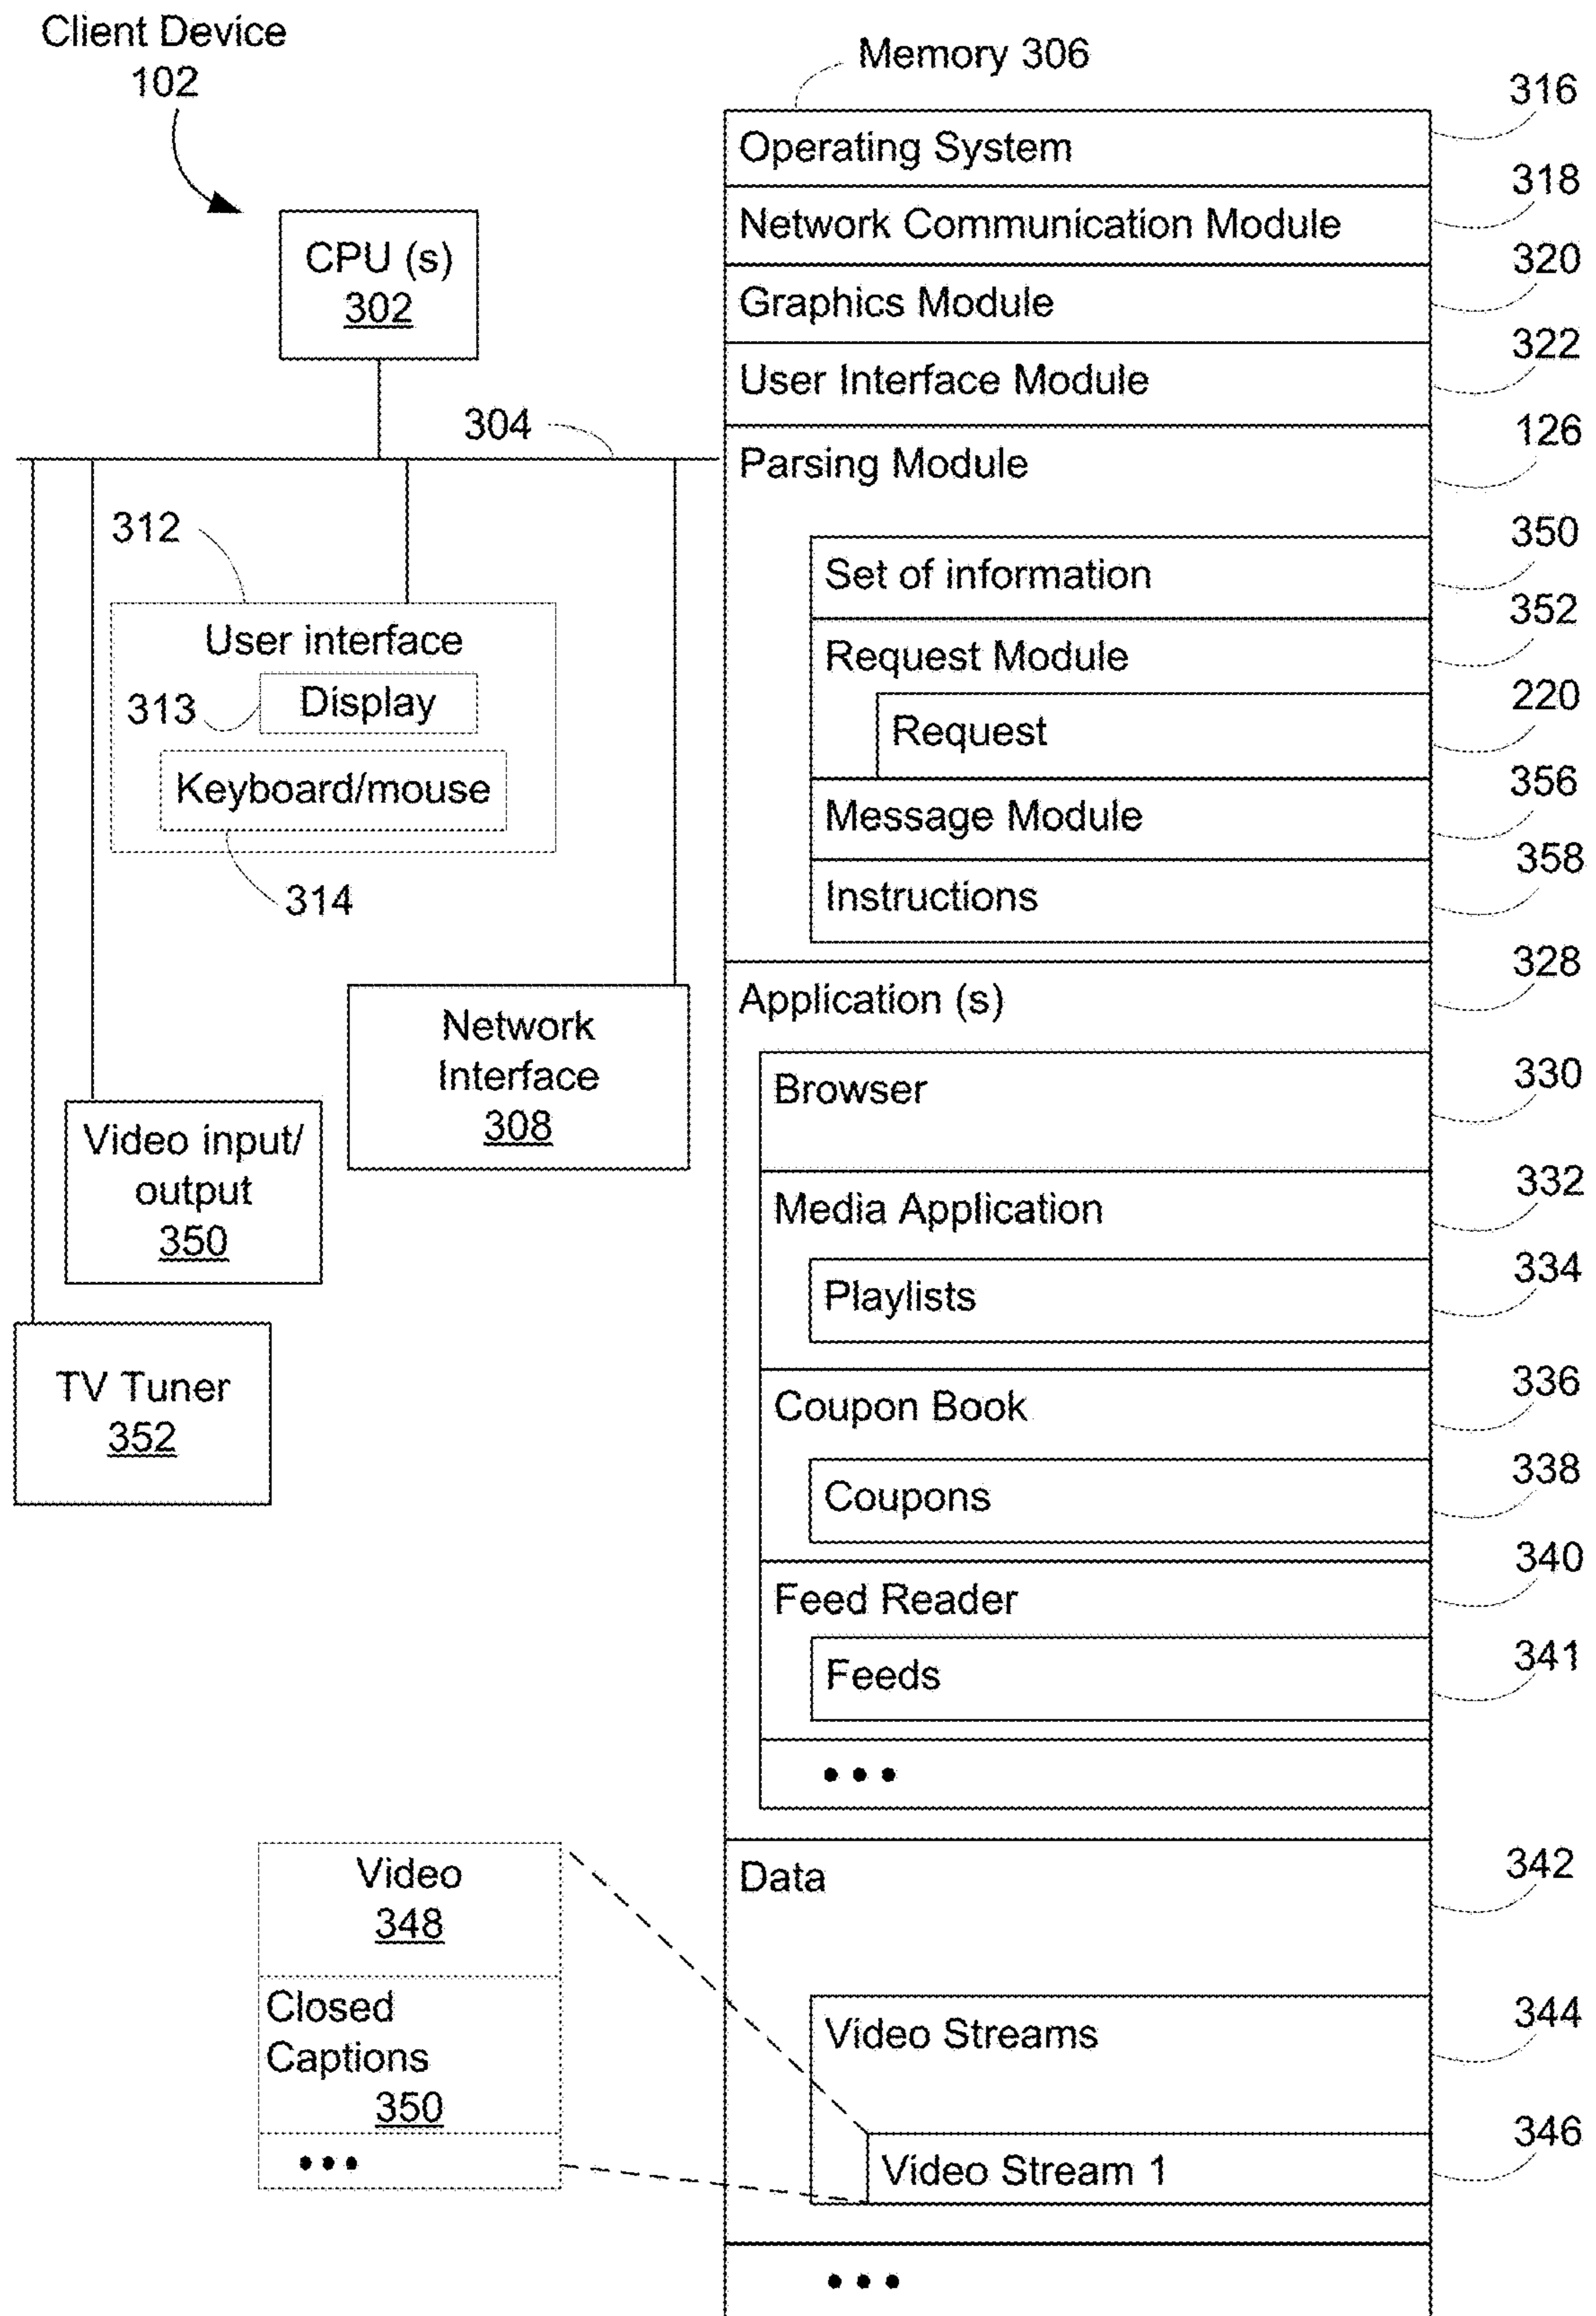 Client Device
102
Memory 306
316
Operating System
318
Network Communication Module
CPU (s)
302
320
Graphics Module
322
User Interface Module
304
126
Parsing Module
312
350
Set of information
352
User interface
Request Module
313
Display
220
Request
Keyboard/mouse
356
Message Module
314
358
Instructions
328
Application (s)
Network
Interface
308
330
Browser
Video input/
output
350
332
Media Application
334
Playlists
TV Tuner
352
336
Coupon Book
338
Coupons
340
Feed Reader
341
Feeds
•••
Video
348
342
Data
Closed
Captions
350
344
Video Streams
•••
346
Video Stream 1
•••